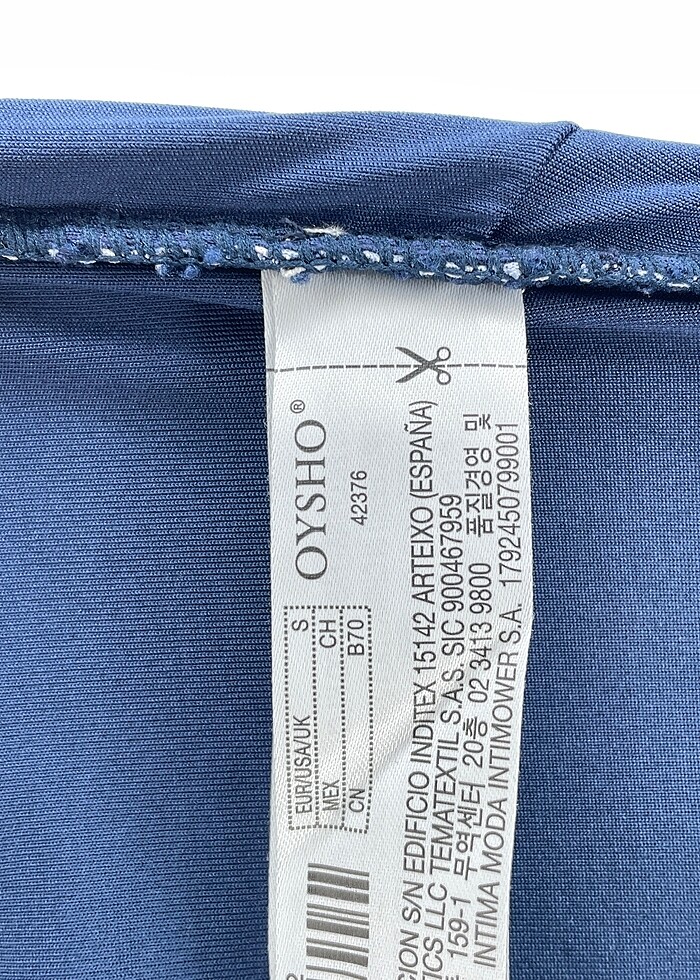 OYSHO®
42376
EUR/USA/UK S
MEX CH
CN B70
CION S/N EDIFICIO INDITEX 15142 ARTEIXO (ESPAÑA)
CS LLC TEMATEXTIL S.A.S. SIC 900467959
159-1 무역센터 20층 02 3413 9800 품질경영 및
INTIMA MODA INTIMOWER S.A. 1792450799001